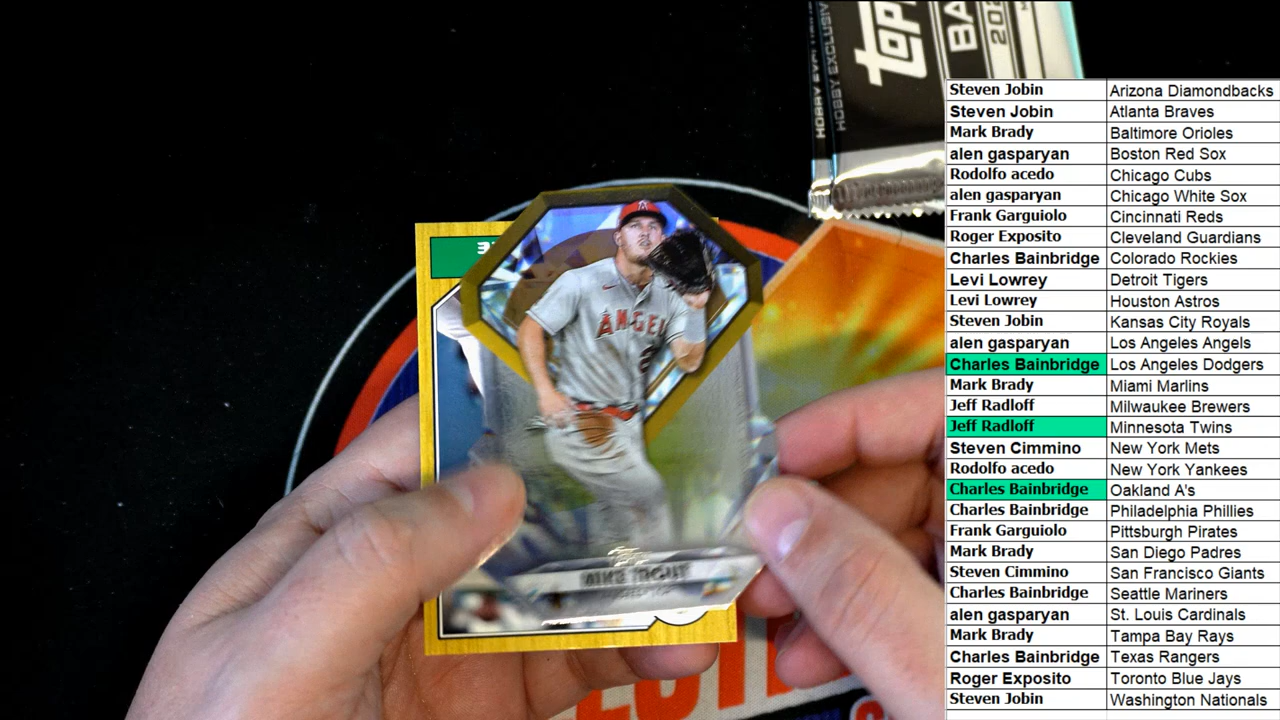 HOBBY EXCLUSIV
TOPP
BA
202
ANGEL
MIKE TROUT
Steven Jobin Arizona Diamondbacks
Steven Jobin Atlanta Braves
Mark Brady Baltimore Orioles
alen gasparyan Boston Red Sox
Rodolfo acedo Chicago Cubs
alen gasparyan Chicago White Sox
Frank Garguiolo Cincinnati Reds
Roger Exposito Cleveland Guardians
Charles Bainbridge Colorado Rockies
Levi Lowrey Detroit Tigers
Levi Lowrey Houston Astros
Steven Jobin Kansas City Royals
alen gasparyan Los Angeles Angels
Charles Bainbridge Los Angeles Dodgers
Mark Brady Miami Marlins
Jeff Radloff Milwaukee Brewers
Jeff Radloff Minnesota Twins
Steven Cimmino New York Mets
Rodolfo acedo New York Yankees
Charles Bainbridge Oakland A's
Charles Bainbridge Philadelphia Phillies
Frank Garguiolo Pittsburgh Pirates
Mark Brady San Diego Padres
Steven Cimmino San Francisco Giants
Charles Bainbridge Seattle Mariners
alen gasparyan St. Louis Cardinals
Mark Brady Tampa Bay Rays
Charles Bainbridge Texas Rangers
Roger Exposito Toronto Blue Jays
Steven Jobin Washington Nationals